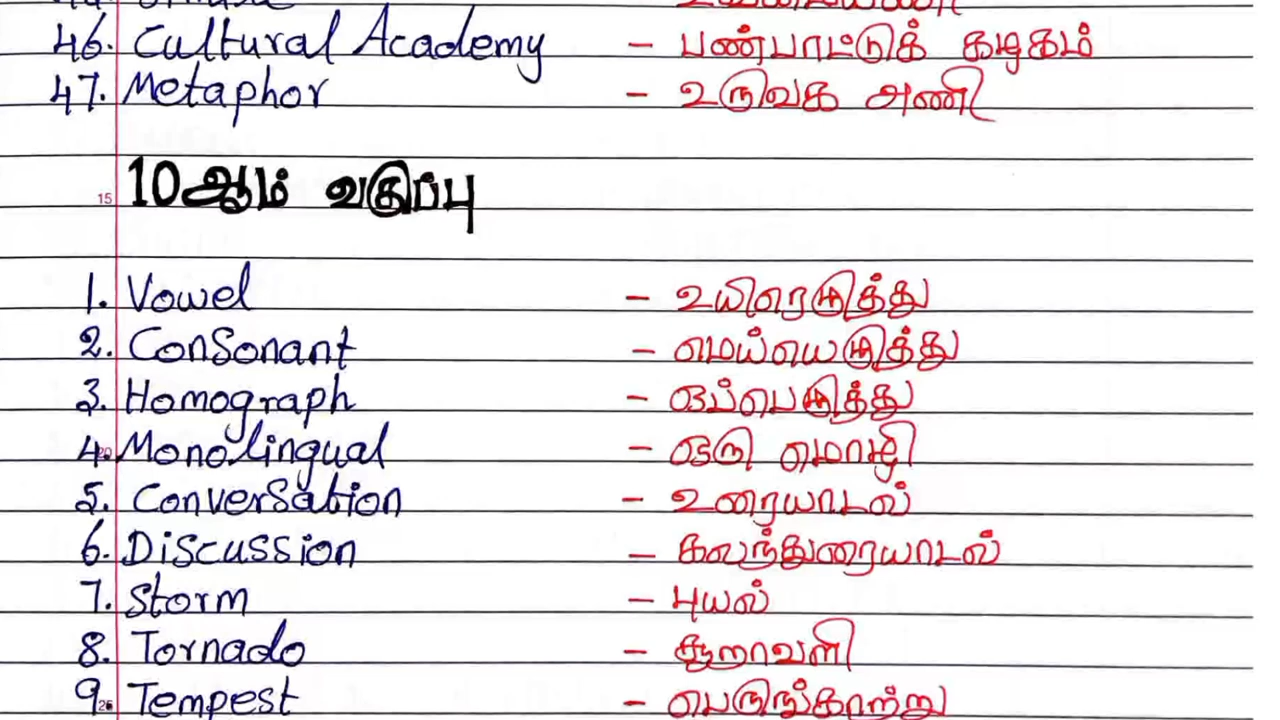 46. Cultural Academy - பண்பாட்டுக் கழகம்
47. Metaphor - உருவக அணி
15 10ஆம் வகுப்பு
1. Vowel - உயிரெழுத்து
2. Consonant - மெய்யெழுத்து
3. Homograph - ஒப்பெழுத்து
4. Monolingual - ஒரு மொழி
5. Conversation - உரையாடல்
6. Discussion - கலந்துரையாடல்
7. Storm - புயல்
8. Tornado - சூறாவளி
9. Tempest - பெருங்காற்று